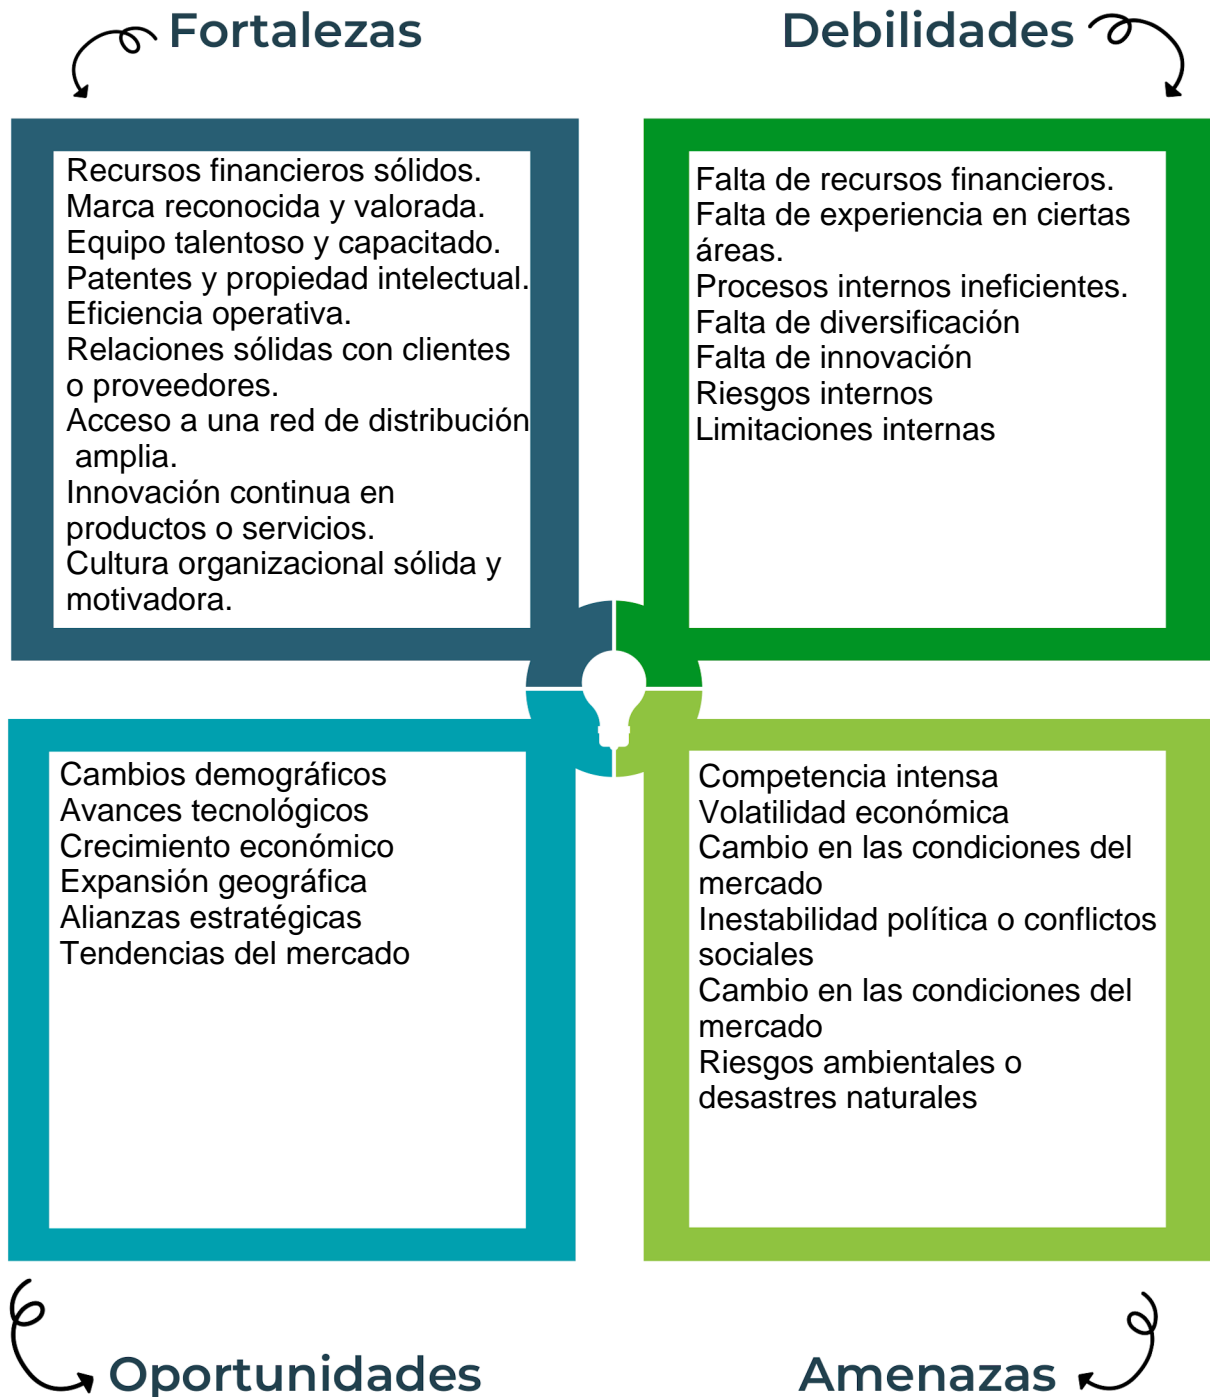 Fortalezas
Recursos financieros sólidos.
Marca reconocida y valorada.
Equipo talentoso y capacitado.
Patentes y propiedad intelectual.
Eficiencia operativa.
Relaciones sólidas con clientes
o proveedores.
Acceso a una red de distribución
amplia.
Innovación continua en
productos o servicios.
Cultura organizacional sólida y
motivadora.
Debilidades
Falta de recursos financieros.
Falta de experiencia en ciertas
áreas.
Procesos internos ineficientes.
Falta de diversificación
Falta de innovación
Riesgos internos
Limitaciones internas
Cambios demográficos
Avances tecnológicos
Crecimiento económico
Expansión geográfica
Alianzas estratégicas
Tendencias del mercado
Oportunidades
Competencia intensa
Volatilidad económica
Cambio en las condiciones del
mercado
Inestabilidad política o conflictos
sociales
Cambio en las condiciones del
mercado
Riesgos ambientales o
desastres naturales
Amenazas